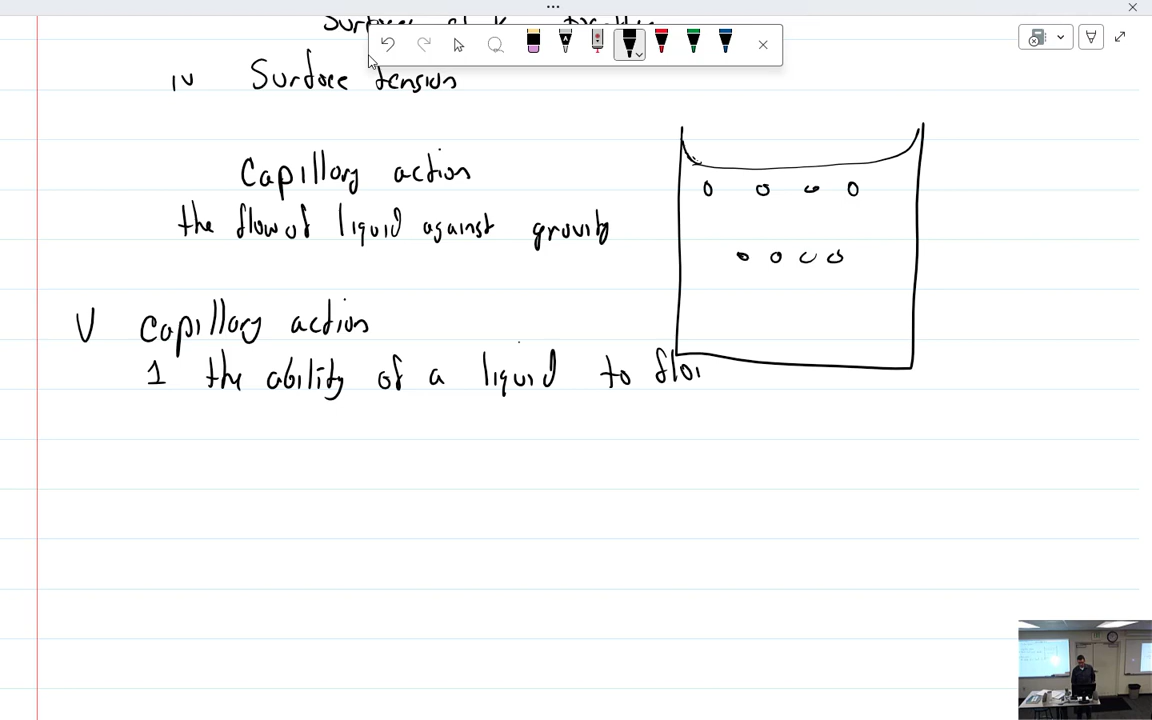 iv Surface tension
Capillary action
the flow of liquid against gravity
V Capillary action
1 the ability of a liquid to flo